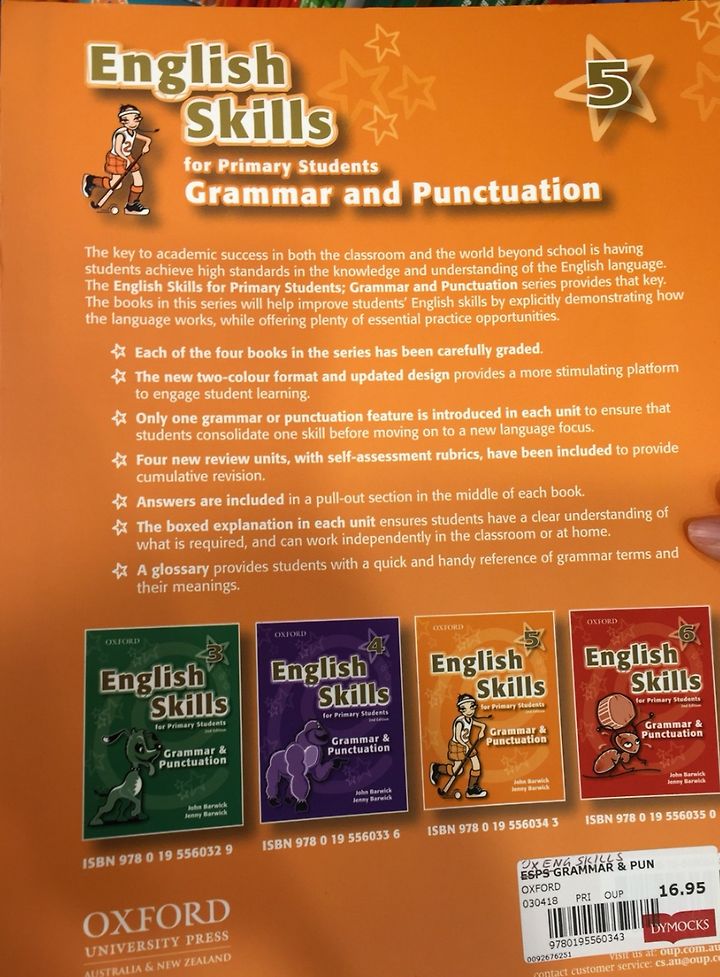 English
Skills
5
for Primary Students
Grammar and Punctuation
The key to academic success in both the classroom and the world beyond school is having
students achieve high standards in the knowledge and understanding of the English language.
The English Skills for Primary Students; Grammar and Punctuation series provides that key.
The books in this series will help improve students' English skills by explicitly demonstrating how
the language works, while offering plenty of essential practice opportunities.
Each of the four books in the series has been carefully graded.
The new two-colour format and updated design provides a more stimulating platform
to engage student learning.
Only one grammar or punctuation feature is introduced in each unit to ensure that
students consolidate one skill before moving on to a new language focus.
Four new review units, with self-assessment rubrics, have been included to provide
cumulative revision.
Answers are included in a pull-out section in the middle of each book.
The boxed explanation in each unit ensures students have a clear understanding of
what is required, and can work independently in the classroom or at home.
A glossary provides students with a quick and handy reference of grammar terms and
their meanings.
OXFORD
3
English
Skills
for Primary Students
2nd Edition
Grammar &
Punctuation
John Barwick
Jenny Barwick
ISBN 978 0 19 556032 9
OXFORD
4
English
Skills
for Primary Students
2nd Edition
Grammar &
Punctuation
John Barwick
Jenny Barwick
ISBN 978 0 19 556033 6
OXFORD
5
English
Skills
for Primary Students
2nd Edition
Grammar &
Punctuation
John Barwick
Jenny Barwick
ISBN 978 0 19 556034 3
OXFORD
6
English
Skills
for Primary Students
2nd Edition
Grammar &
Punctuation
John Barwick
Jenny Barwick
ISBN 978 0 19 556035 0
OXFORD
UNIVERSITY PRESS
AUSTRALIA & NEW ZEALAND
OX ENG SKILLS
ESPS GRAMMAR & PUN
OXFORD
030418 PRI OUP 16.95
9780195560343
0092676251
DYMOCKS
visit us at: oup.com
contact customer service: cs.au@oup.c